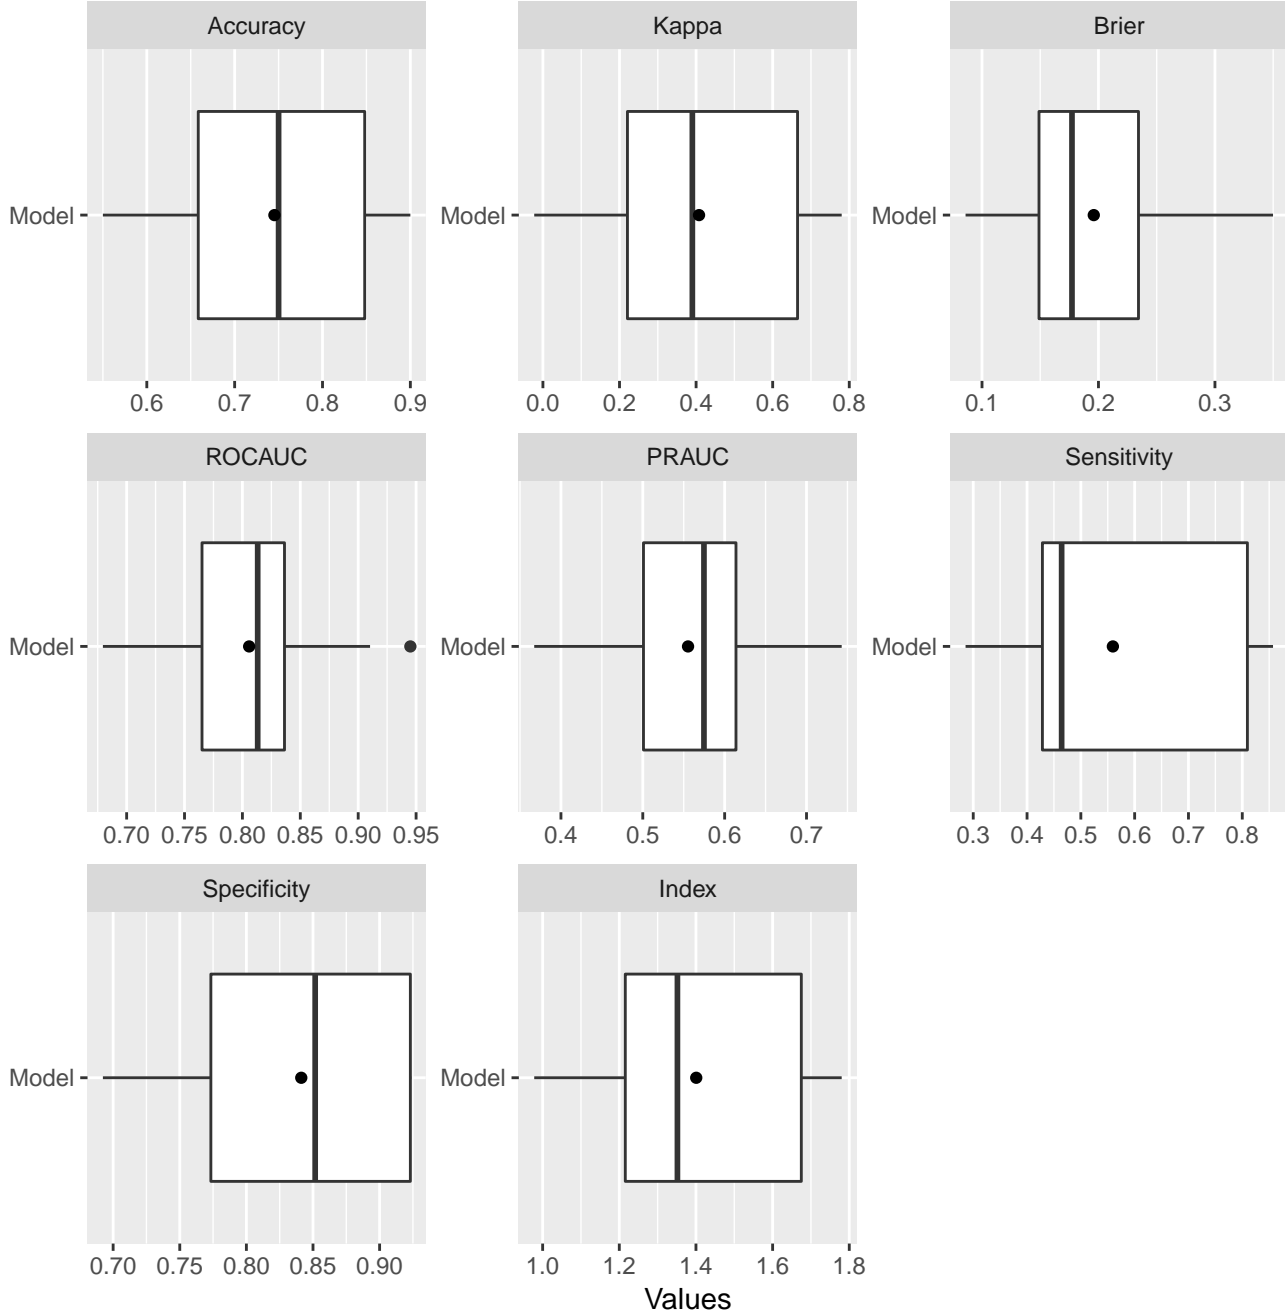 Accuracy Kappa Brier
Model Model Model
0.6 0.7 0.8 0.9 0.0 0.2 0.4 0.6 0.8 0.1 0.2 0.3
ROCAUC PRAUC Sensitivity
Model Model Model
0.70 0.75 0.80 0.85 0.90 0.95 0.4 0.5 0.6 0.7 0.3 0.4 0.5 0.6 0.7 0.8
Specificity Index
Model Model
0.70 0.75 0.80 0.85 0.90 1.0 1.2 1.4 1.6 1.8
Values